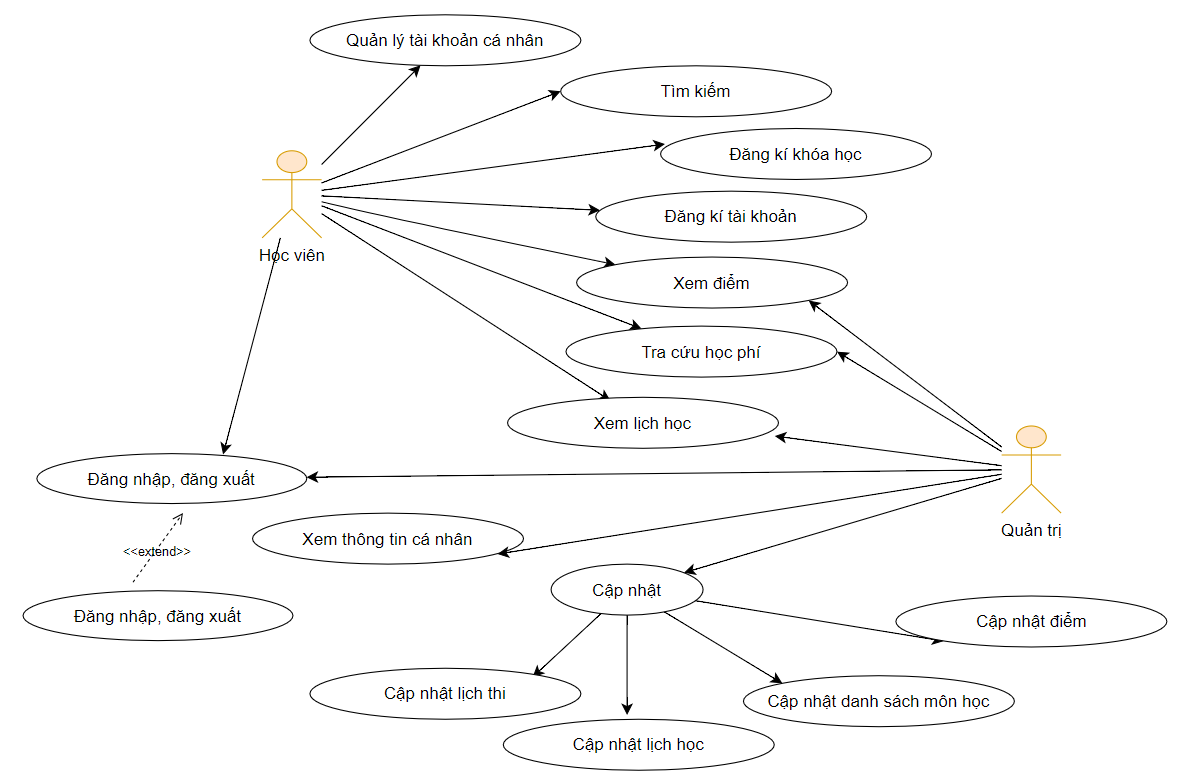 Quản lý tài khoản cá nhân
Tìm kiếm
Đăng kí khóa học
Đăng kí tài khoản
Học viên
Xem điểm
Tra cứu học phí
Xem lịch học
Đăng nhập, đăng xuất
Quản trị
Xem thông tin cá nhân
<<extend>>
Cập nhật
Đăng nhập, đăng xuất
Cập nhật điểm
Cập nhật lịch thi
Cập nhật danh sách môn học
Cập nhật lịch học